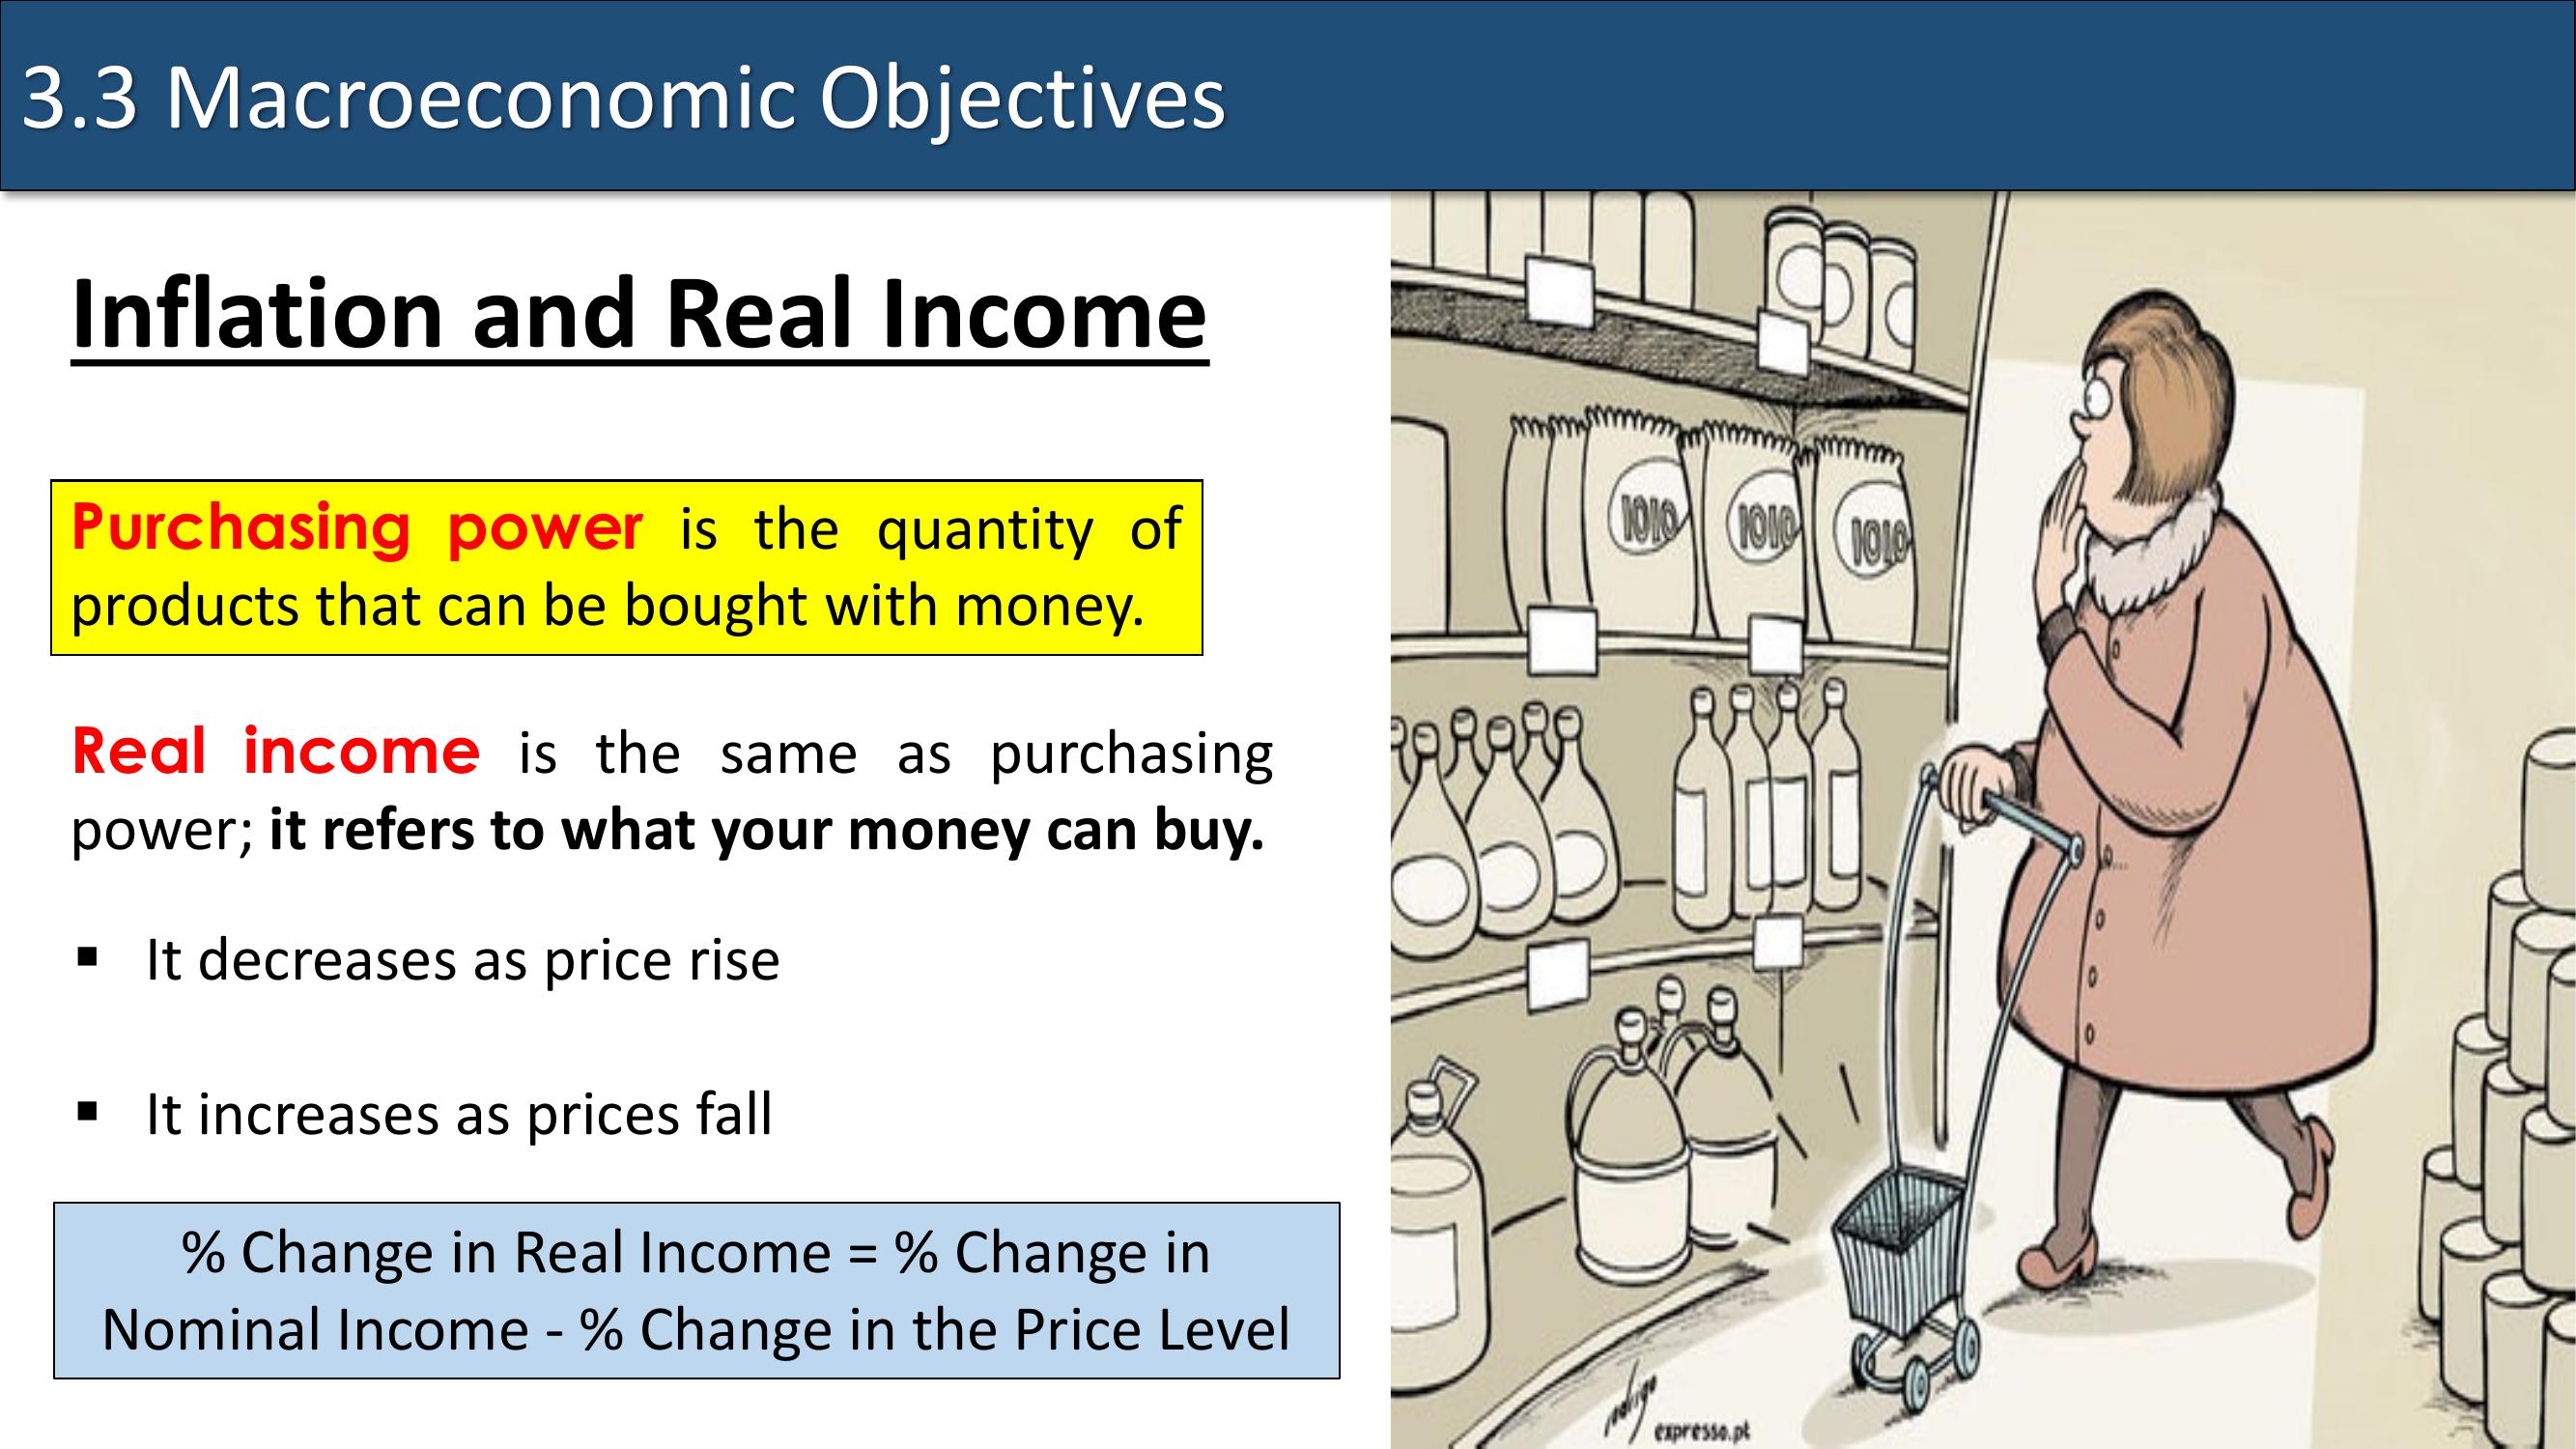 3.3 Macroeconomic Objectives
Inflation and Real Income
Purchasing power is the quantity of
products that can be bought with money.
Real income is the same as purchasing
power; it refers to what your money can buy.
▪ It decreases as price rise
▪ It increases as prices fall
% Change in Real Income = % Change in
Nominal Income - % Change in the Price Level
1010 1010 1010
rodrigo
expresso.pt